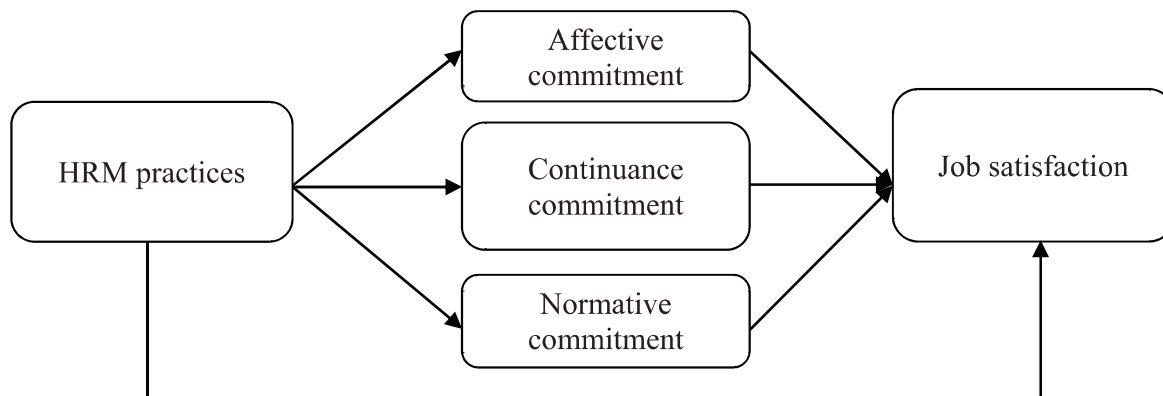 Affective
commitment
HRM practices
Continuance
commitment
Job satisfaction
Normative
commitment